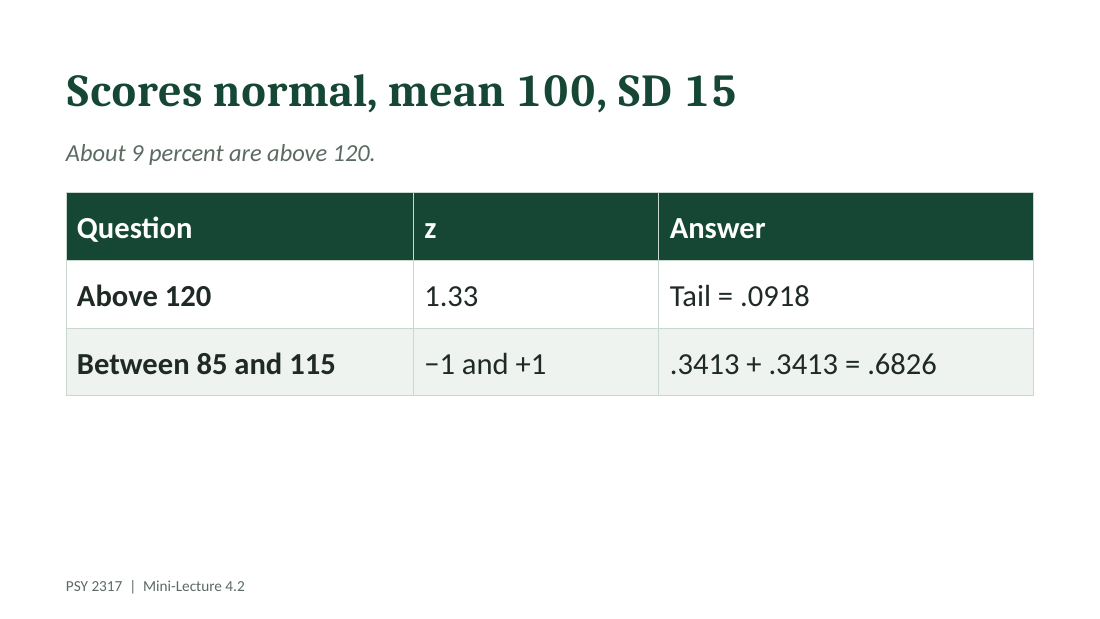 Scores normal, mean 100, SD 15
About 9 percent are above 120.
Question z Answer
Above 120 1.33 Tail = .0918
Between 85 and 115 −1 and +1 .3413 + .3413 = .6826
PSY 2317 | Mini-Lecture 4.2